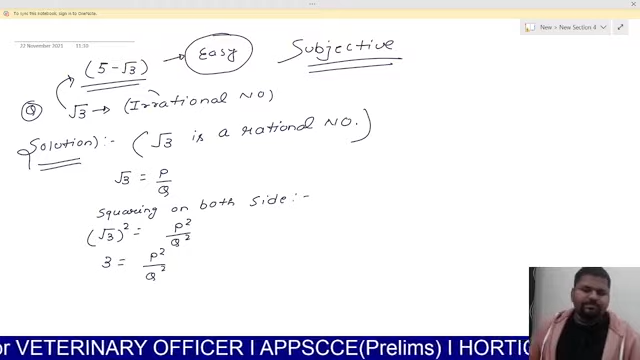 To sync this notebook, sign in to OneNote.
New > New Section 4
22 November 2021 11:10
(5-√3) → Easy Subjective
Q √3 → (Irrational NO)
Solution):- (√3 is a rational NO.)
√3 = P/Q
Squaring on both side:-
(√3)² = P²/Q²
3 = P²/Q²
or VETERINARY OFFICER I APPSCCE(Prelims) I HORTIC